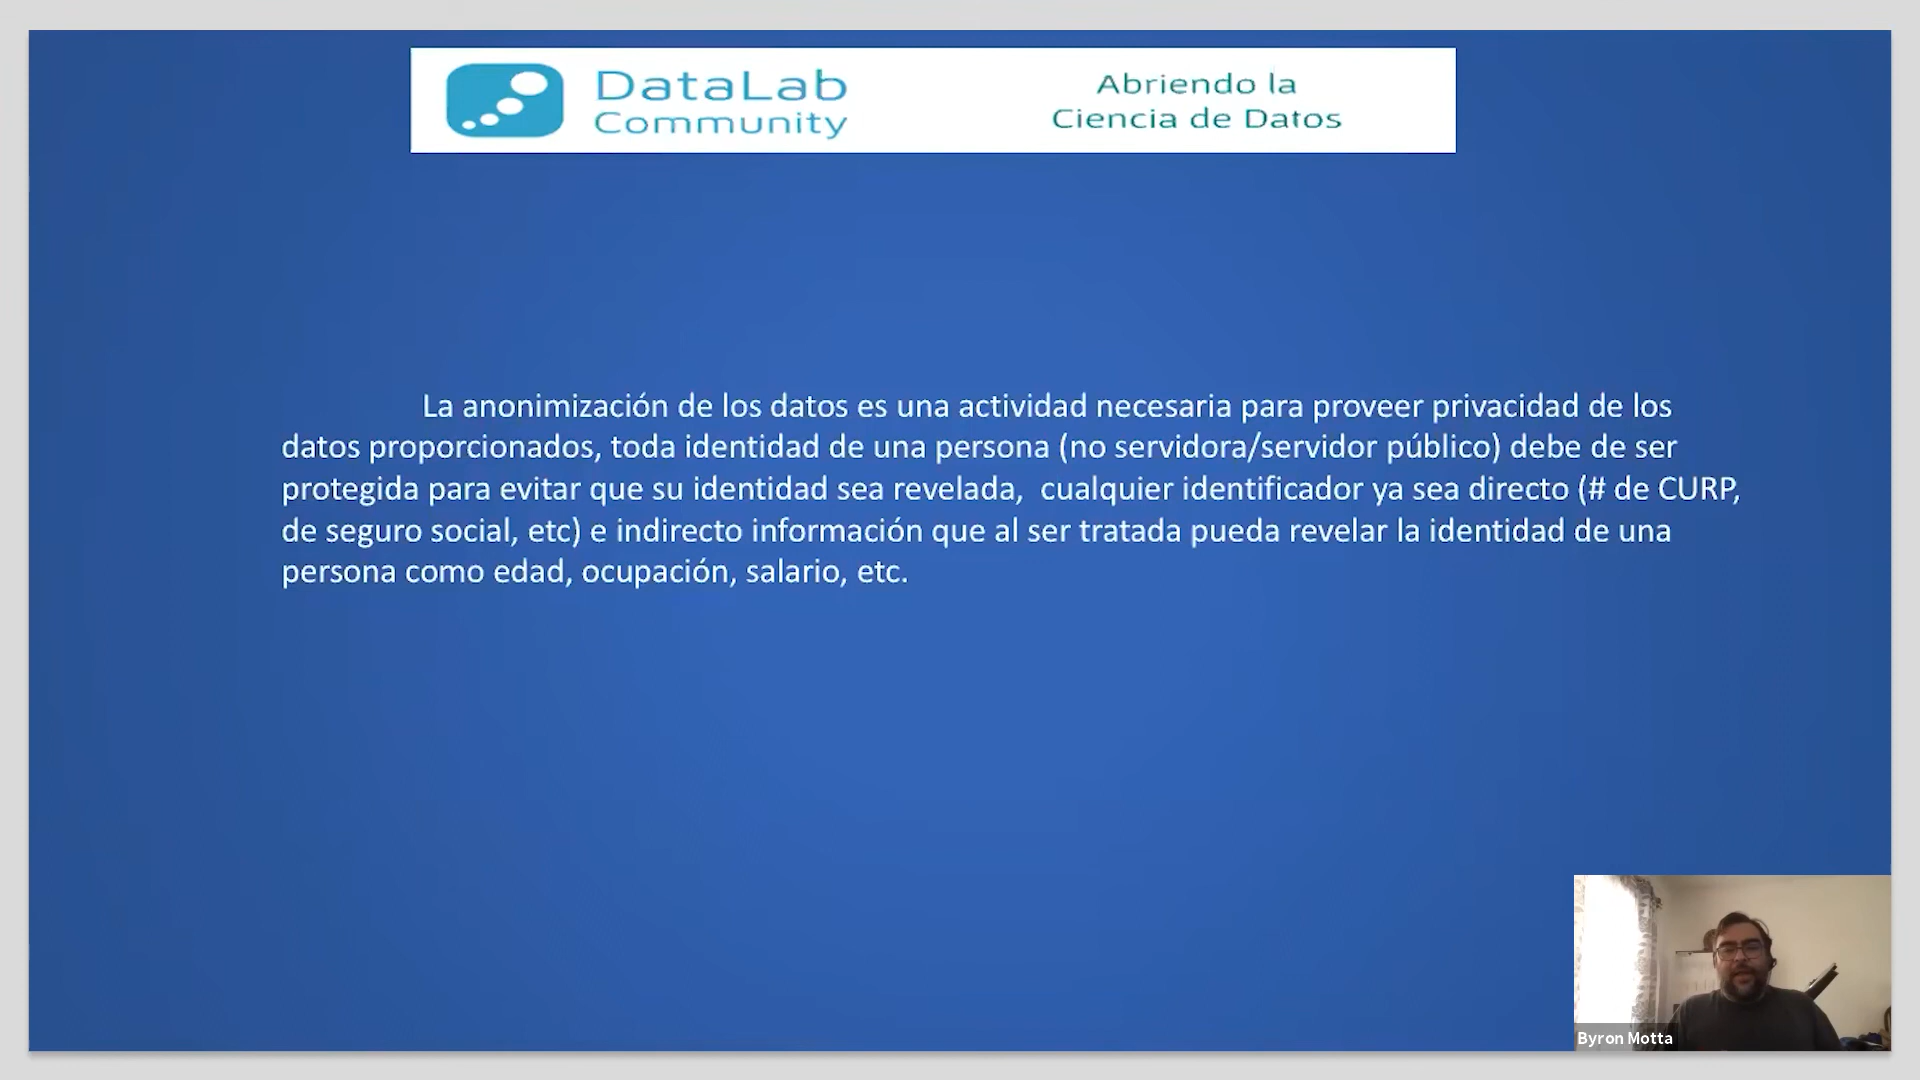 DataLab
Community
Abriendo la
Ciencia de Datos
La anonimización de los datos es una actividad necesaria para proveer privacidad de los
datos proporcionados, toda identidad de una persona (no servidora/servidor público) debe de ser
protegida para evitar que su identidad sea revelada,  cualquier identificador ya sea directo (# de CURP,
de seguro social, etc) e indirecto información que al ser tratada pueda revelar la identidad de una
persona como edad, ocupación, salario, etc.
Byron Motta